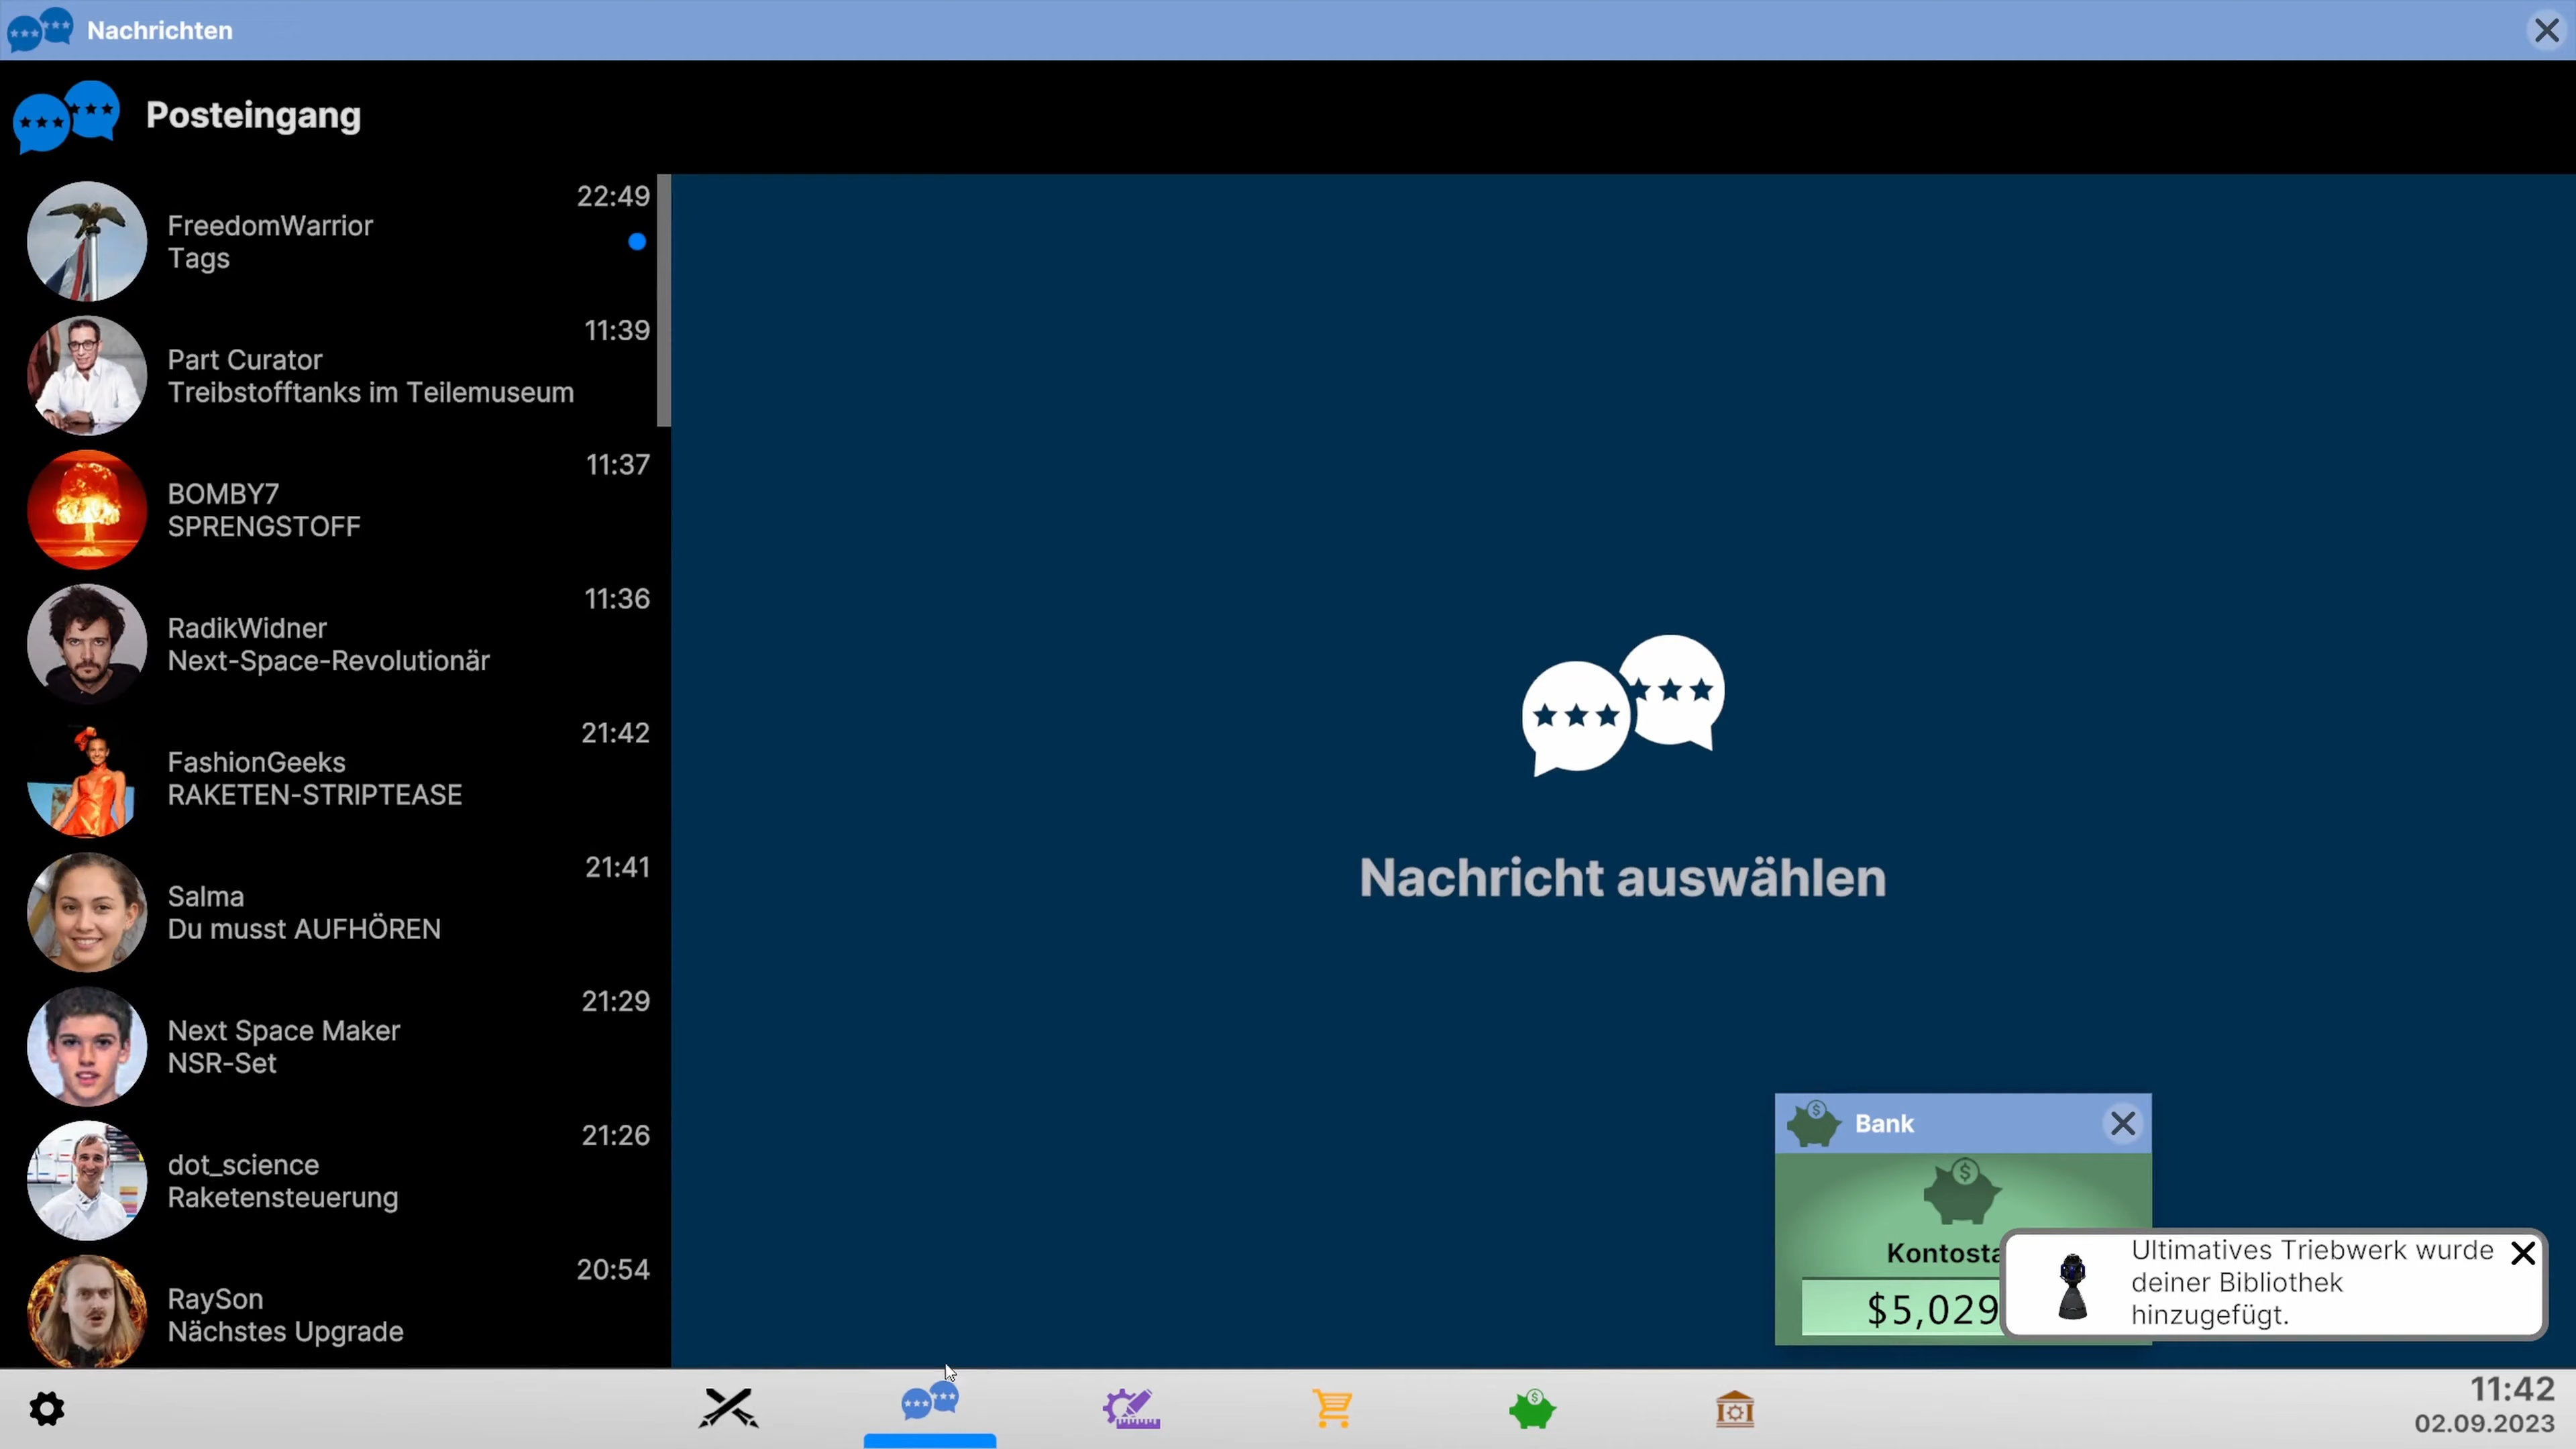 Nachrichten
Posteingang
22:49
FreedomWarrior
Tags
11:39
Part Curator
Treibstofftanks im Teilemuseum
11:37
BOMBY7
SPRENGSTOFF
11:36
RadikWidner
Next-Space-Revolutionär
21:42
FashionGeeks
RAKETEN-STRIPTEASE
21:41
Salma
Du musst AUFHÖREN
21:29
Next Space Maker
NSR-Set
21:26
dot_science
Raketensteuerung
20:54
RaySon
Nächstes Upgrade
Nachricht auswählen
Bank
Kontosta
$5,029
Ultimatives Triebwerk wurde
deiner Bibliothek
hinzugefügt.
11:42
02.09.2023